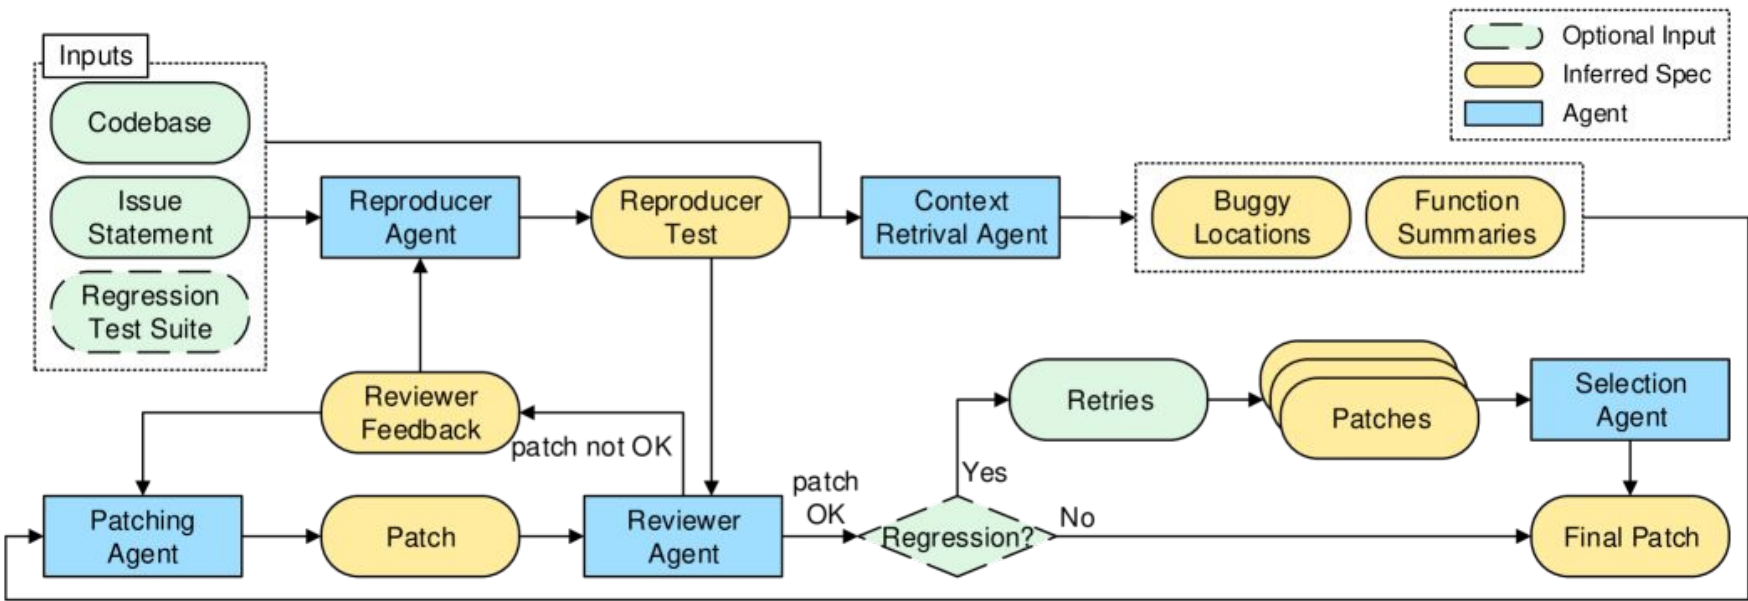 Inputs
Codebase
Issue
Statement
Regression
Test Suite
Optional Input
Inferred Spec
Agent
Reproducer
Agent
Reproducer
Test
Context
Retrival Agent
Buggy
Locations
Function
Summaries
Reviewer
Feedback
patch not OK
Patching
Agent
Patch
Reviewer
Agent
patch
OK
Regression?
Yes
No
Retries
Patches
Selection
Agent
Final Patch